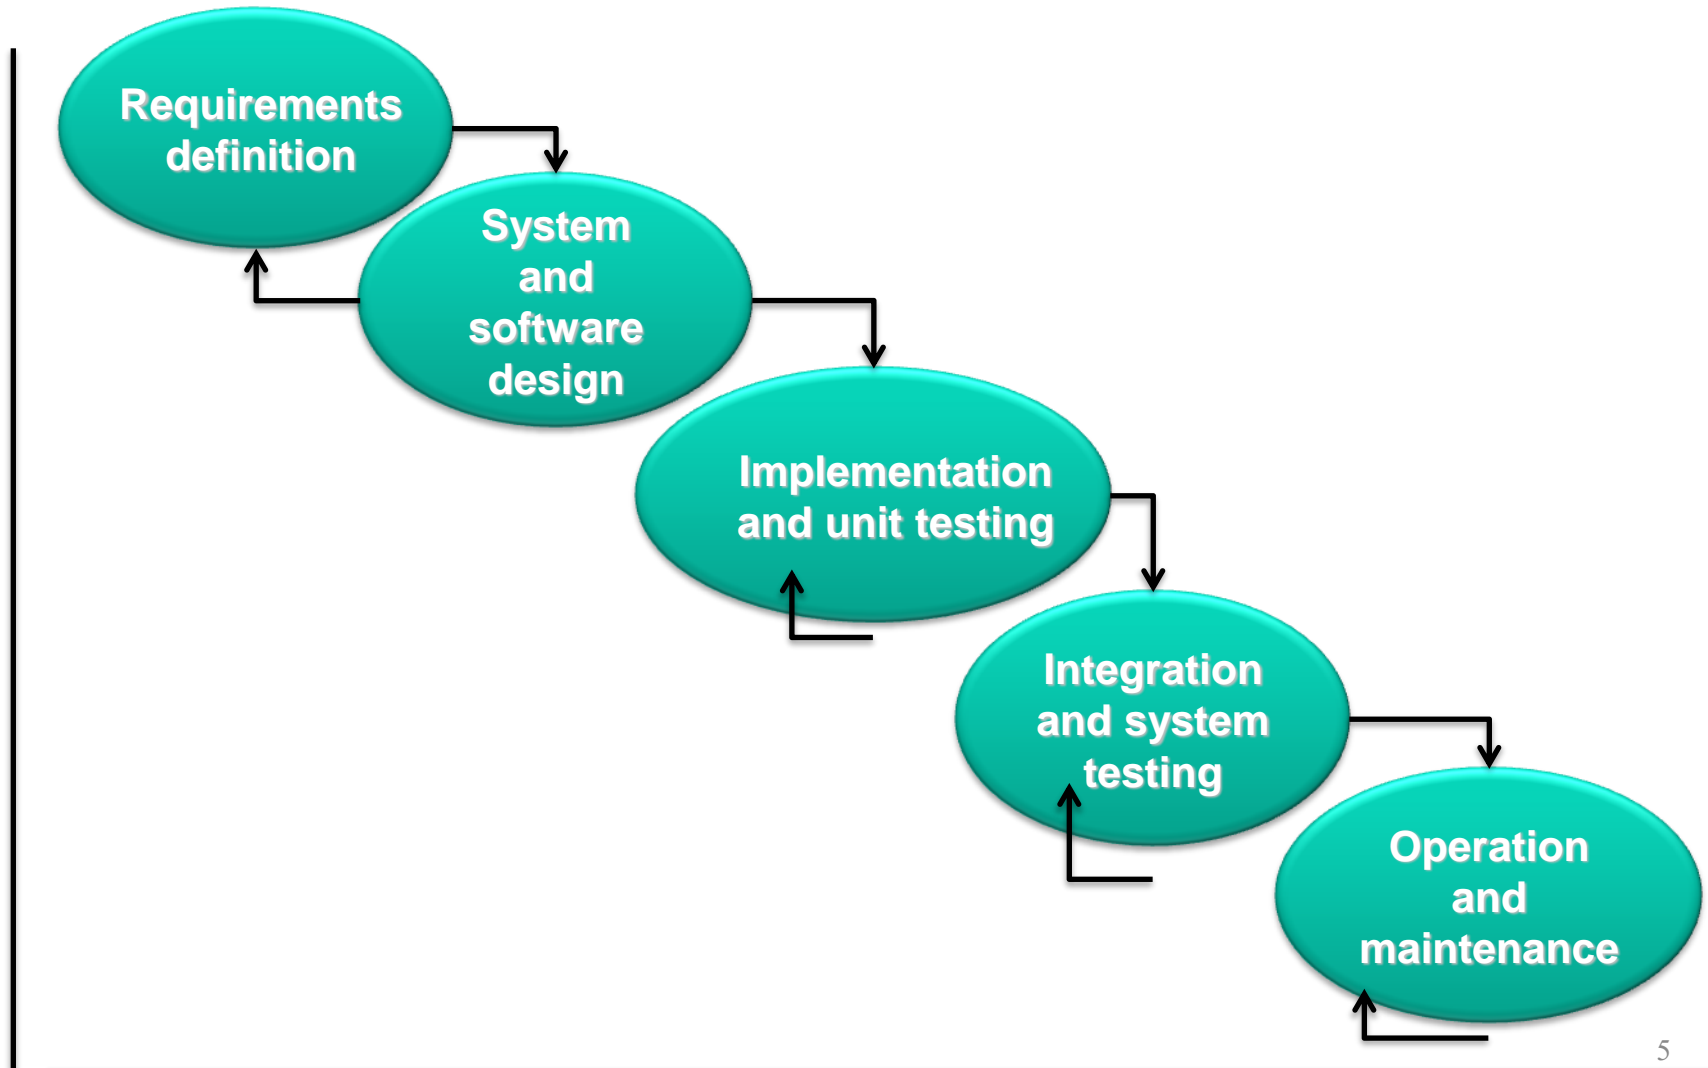 Requirements
definition
System
and
software
design
Implementation
and unit testing
Integration
and system
testing
Operation
and
maintenance
5